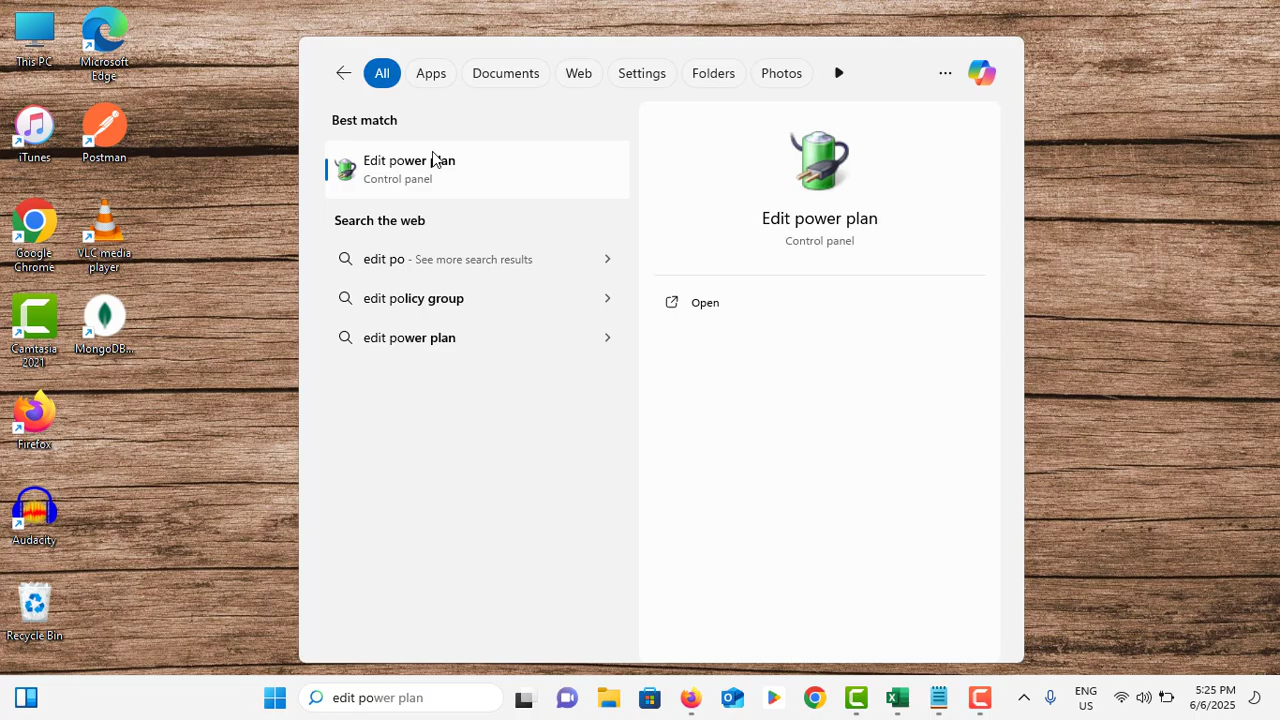 This PC
Microsoft
Edge
iTunes
Postman
Google
Chrome
VLC media
player
Camtasia
2021
MongoDB...
Firefox
Audacity
Recycle Bin
All
Apps
Documents
Web
Settings
Folders
Photos
Best match
Edit power plan
Control panel
Search the web
edit po - See more search results
edit policy group
edit power plan
Edit power plan
Control panel
Open
edit power plan
ENG
US
5:25 PM
6/6/2025